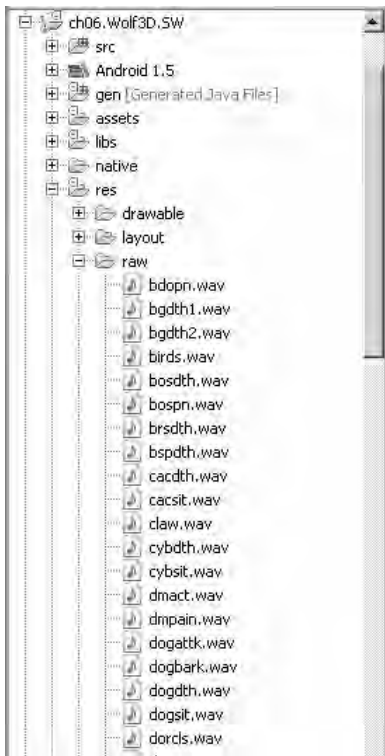 ch06.Wolf3D.SW
src
Android 1.5
gen [Generated Java Files]
assets
libs
native
res
drawable
layout
raw
bdopn.wav
bgdth1.wav
bgdth2.wav
birds.wav
bosdth.wav
bospn.wav
brsdth.wav
bspdth.wav
cacdth.wav
cacsit.wav
claw.wav
cybdth.wav
cybsit.wav
dmact.wav
dmpain.wav
dogattk.wav
dogbark.wav
dogdth.wav
dogsit.wav
dorcls.wav